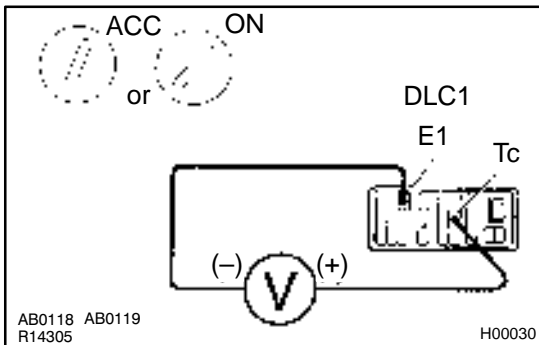 ACC ON
or
DLC1
E1
Tc
(–) V (+)
AB0118 AB0119
R14305
H00030